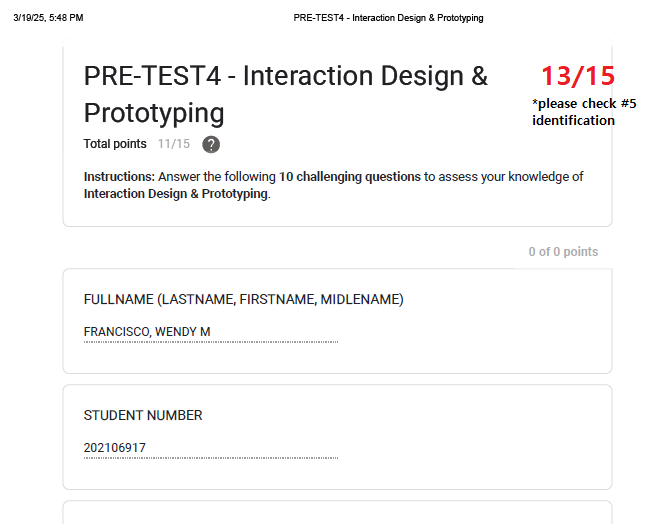 3/19/25, 5:48 PM PRE-TEST4 - Interaction Design & Prototyping
PRE-TEST4 - Interaction Design &
Prototyping
13/15
*please check #5
identification
Total points 11/15 ?
Instructions: Answer the following 10 challenging questions to assess your knowledge of
Interaction Design & Prototyping.
0 of 0 points
FULLNAME (LASTNAME, FIRSTNAME, MIDLENAME)
FRANCISCO, WENDY M
STUDENT NUMBER
202106917